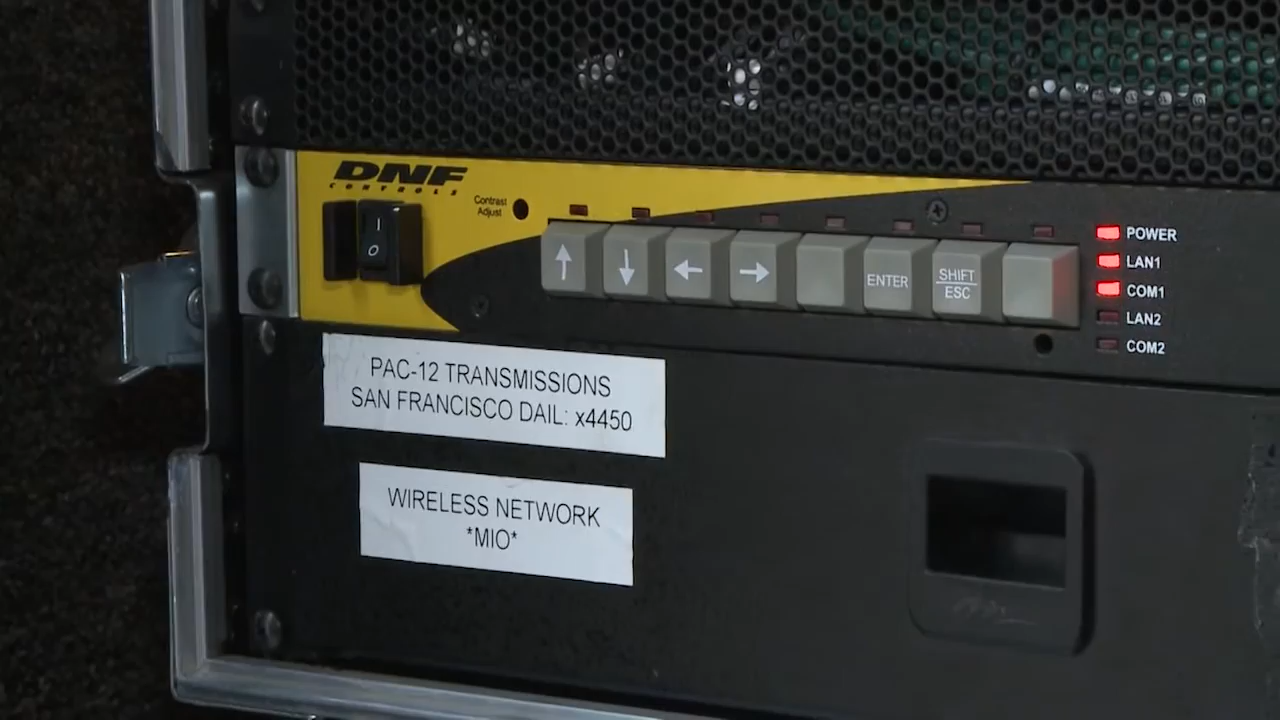 DNF
CONTROLS
Contrast
Adjust
I
O
↑
↓
←
→
ENTER
SHIFT
ESC
POWER
LAN1
COM1
LAN2
COM2
PAC-12 TRANSMISSIONS
SAN FRANCISCO DAIL: x4450
WIRELESS NETWORK
*MIO*